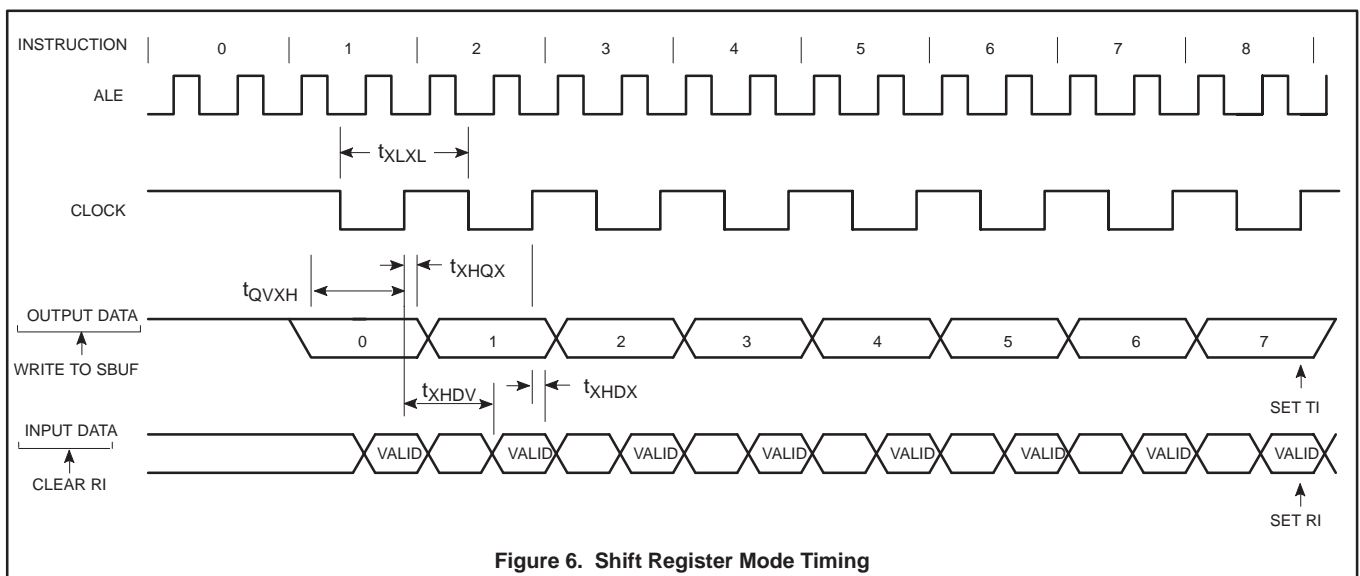 INSTRUCTION 0 1 2 3 4 5 6 7 8
ALE
tXLXL
CLOCK
tXHQX
tQVXH
OUTPUT DATA
0 1 2 3 4 5 6 7
WRITE TO SBUF
tXHDV
tXHDX
SET TI
INPUT DATA
VALID VALID VALID VALID VALID VALID VALID VALID
CLEAR RI
SET RI
Figure 6. Shift Register Mode Timing